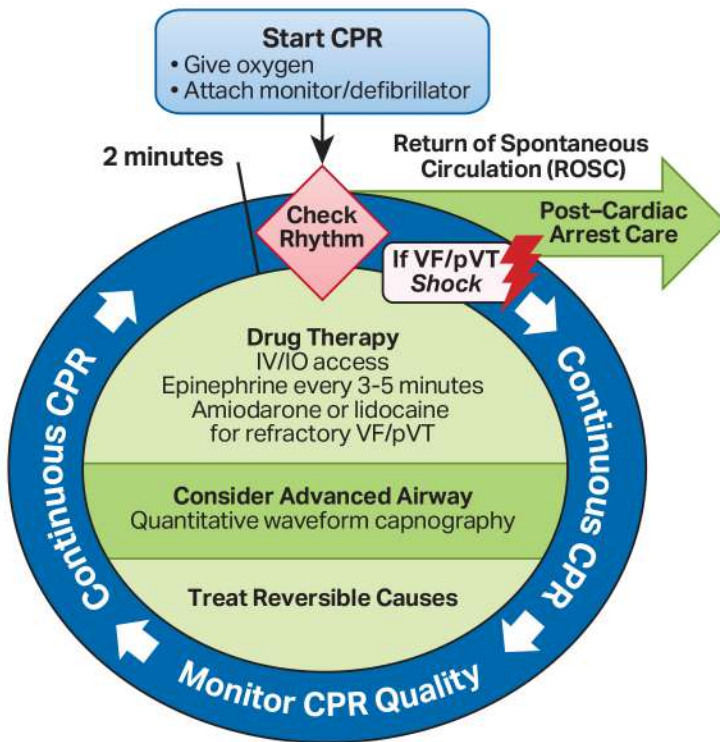 Start CPR
• Give oxygen
• Attach monitor/defibrillator
2 minutes
Return of Spontaneous
Circulation (ROSC)
Check
Rhythm
Post–Cardiac
Arrest Care
If VF/pVT
Shock
Drug Therapy
IV/IO access
Epinephrine every 3-5 minutes
Amiodarone or lidocaine
for refractory VF/pVT
Consider Advanced Airway
Quantitative waveform capnography
Treat Reversible Causes
Continuous CPR
Monitor CPR Quality
Continuous CPR